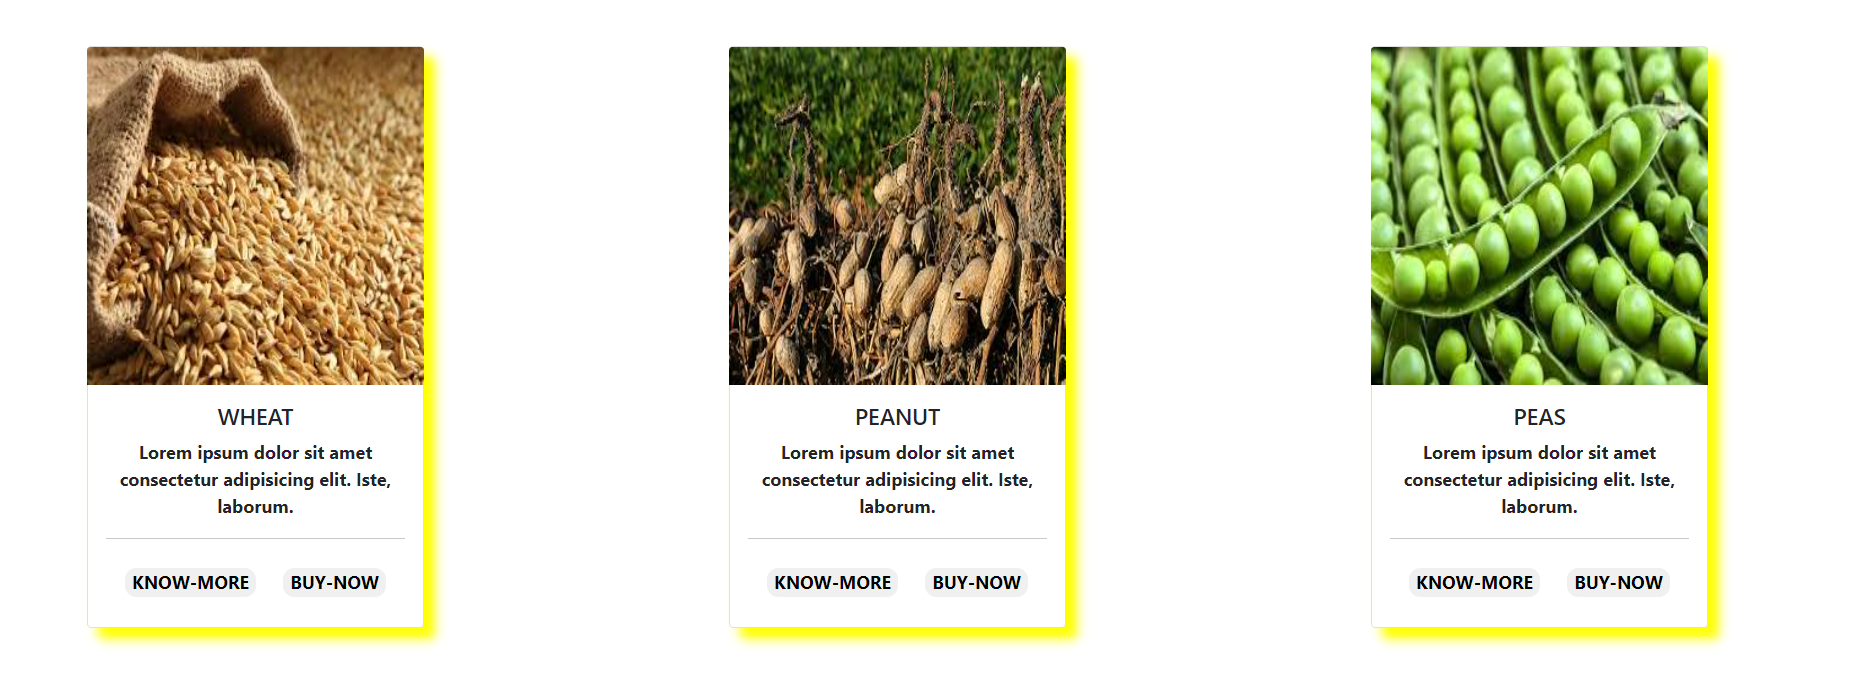 WHEAT
Lorem ipsum dolor sit amet
consectetur adipisicing elit. Iste,
laborum.
KNOW-MORE BUY-NOW
PEANUT
Lorem ipsum dolor sit amet
consectetur adipisicing elit. Iste,
laborum.
KNOW-MORE BUY-NOW
PEAS
Lorem ipsum dolor sit amet
consectetur adipisicing elit. Iste,
laborum.
KNOW-MORE BUY-NOW